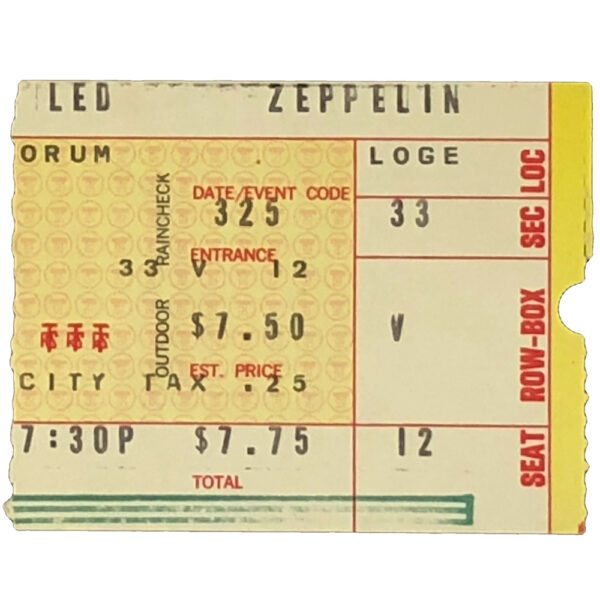 LED ZEPPELIN
ORUM
LOGE
LOC
DATE/EVENT CODE
325
33
SEC
OUTDOOR RAINCHECK
ENTRANCE
33 V 12
$7.50
V
ROW-BOX
EST. PRICE
CITY TAX .25
7:30P $7.75 12
SEAT
TOTAL